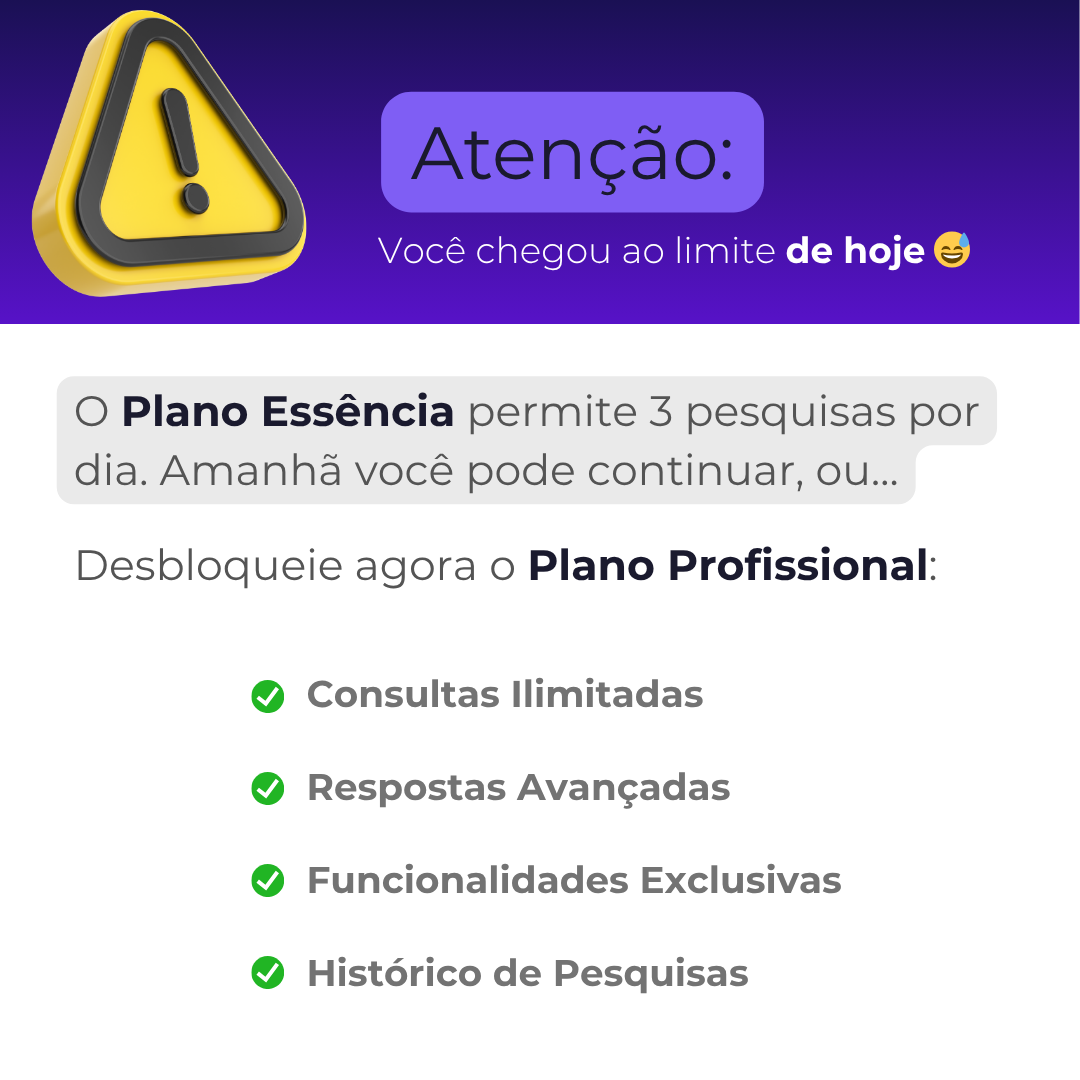 Atenção:
Você chegou ao limite de hoje 😅
O Plano Essência permite 3 pesquisas por
dia. Amanhã você pode continuar, ou...
Desbloqueie agora o Plano Profissional:
Consultas Ilimitadas
Respostas Avançadas
Funcionalidades Exclusivas
Histórico de Pesquisas